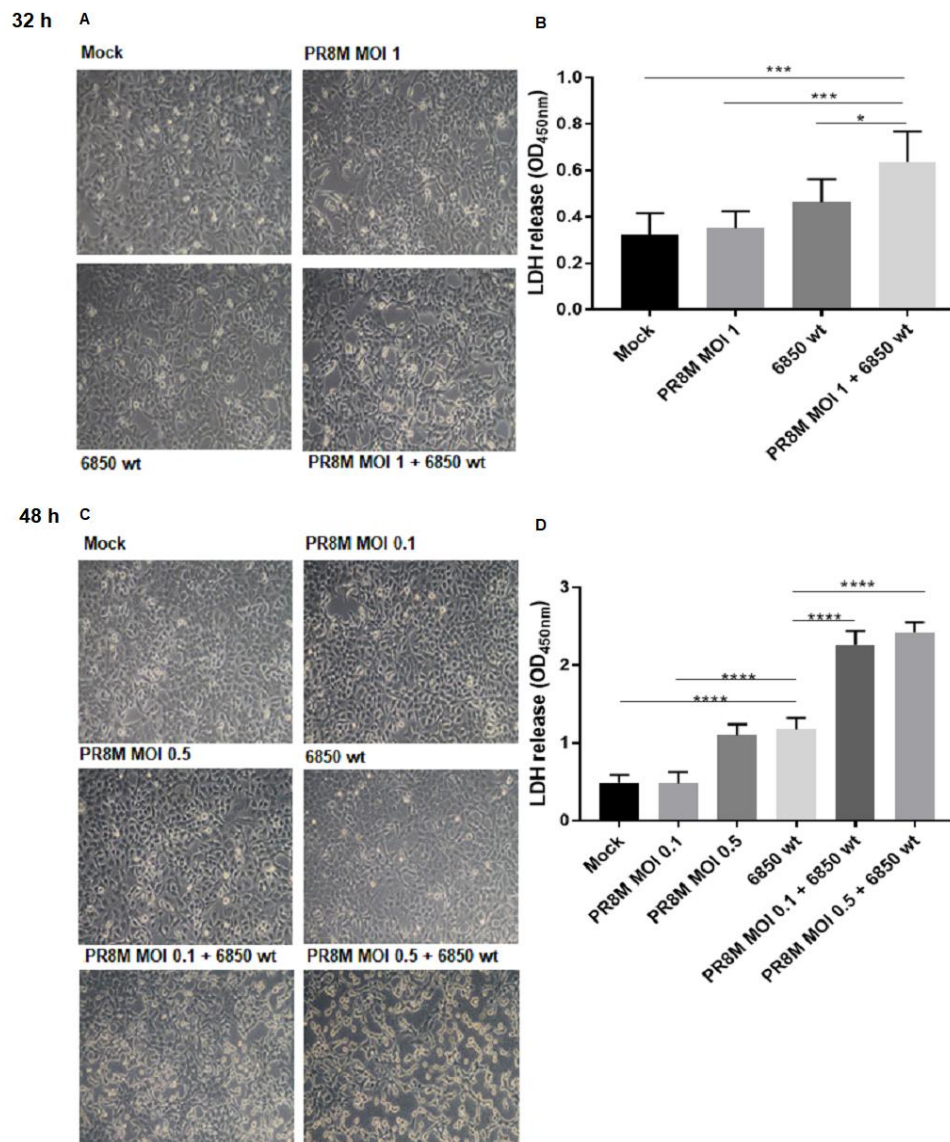 32 h
A
Mock
PR8M MOI 1
6850 wt
PR8M MOI 1 + 6850 wt
B
LDH release (OD450nm)
1.0
0.8
0.6
0.4
0.2
0.0
***
***
*
Mock
PR8M MOI 1
6850 wt
PR8M MOI 1 + 6850 wt
48 h
C
Mock
PR8M MOI 0.1
PR8M MOI 0.5
6850 wt
PR8M MOI 0.1 + 6850 wt
PR8M MOI 0.5 + 6850 wt
D
LDH release (OD450nm)
3
2
1
0
****
****
****
****
Mock
PR8M MOI 0.1
PR8M MOI 0.5
6850 wt
PR8M MOI 0.1 + 6850 wt
PR8M MOI 0.5 + 6850 wt